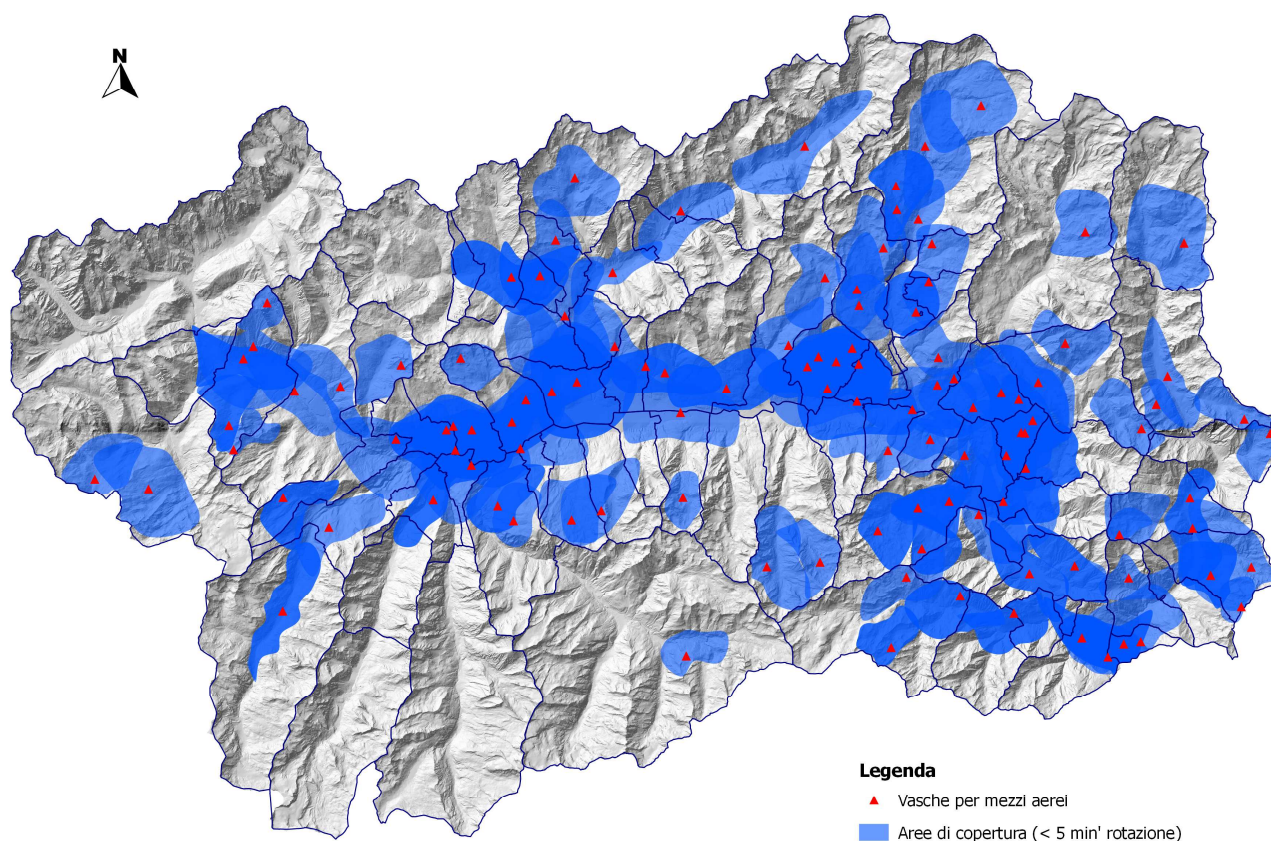 N
Legenda
Vasche per mezzi aerei
Aree di copertura (< 5 min' rotazione)